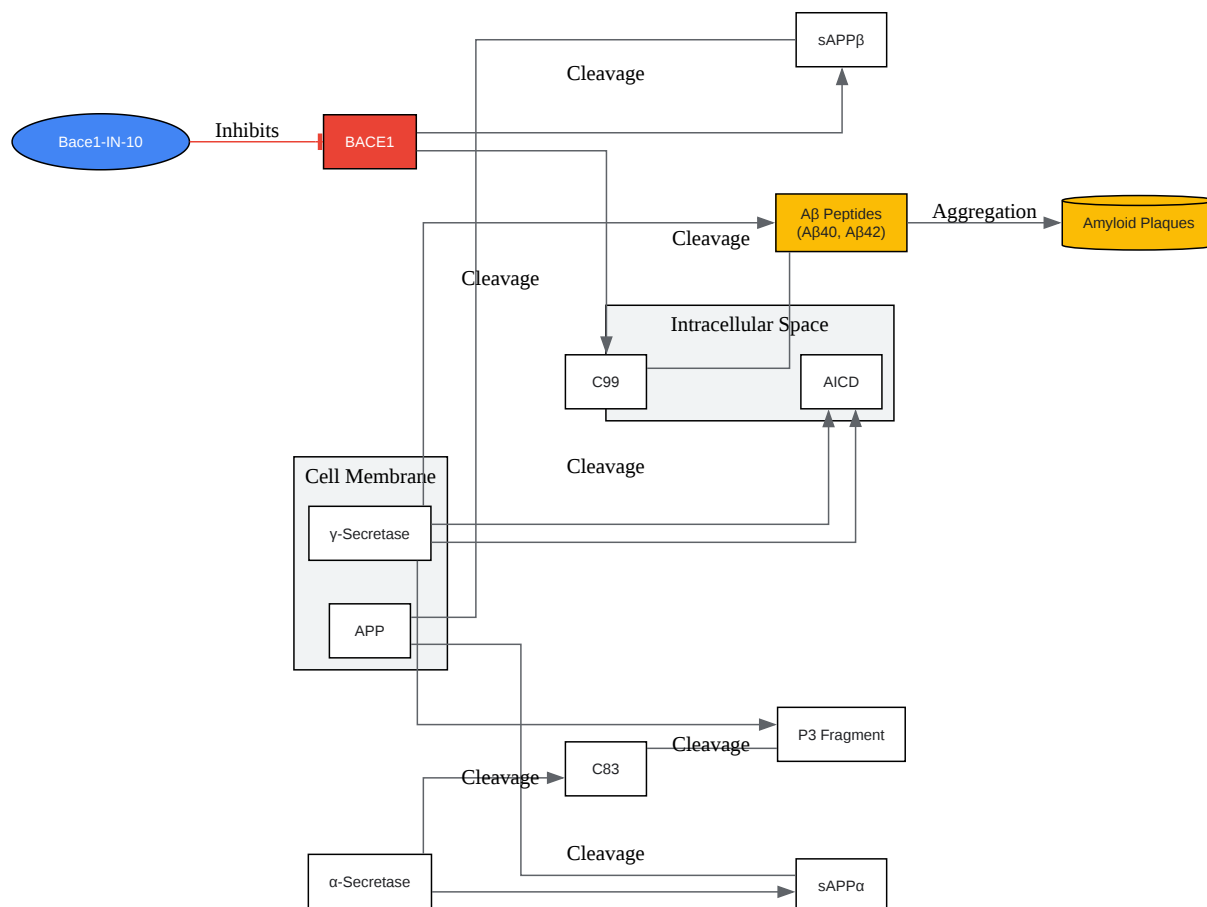 sAPPβ
Cleavage
Inhibits
Bace1-IN-10
BACE1
Aβ Peptides
(Aβ40, Aβ42)
Aggregation
Amyloid Plaques
Cleavage
Cleavage
Intracellular Space
C99
AICD
Cleavage
Cell Membrane
γ-Secretase
APP
P3 Fragment
Cleavage
C83
Cleavage
Cleavage
α-Secretase
sAPPα